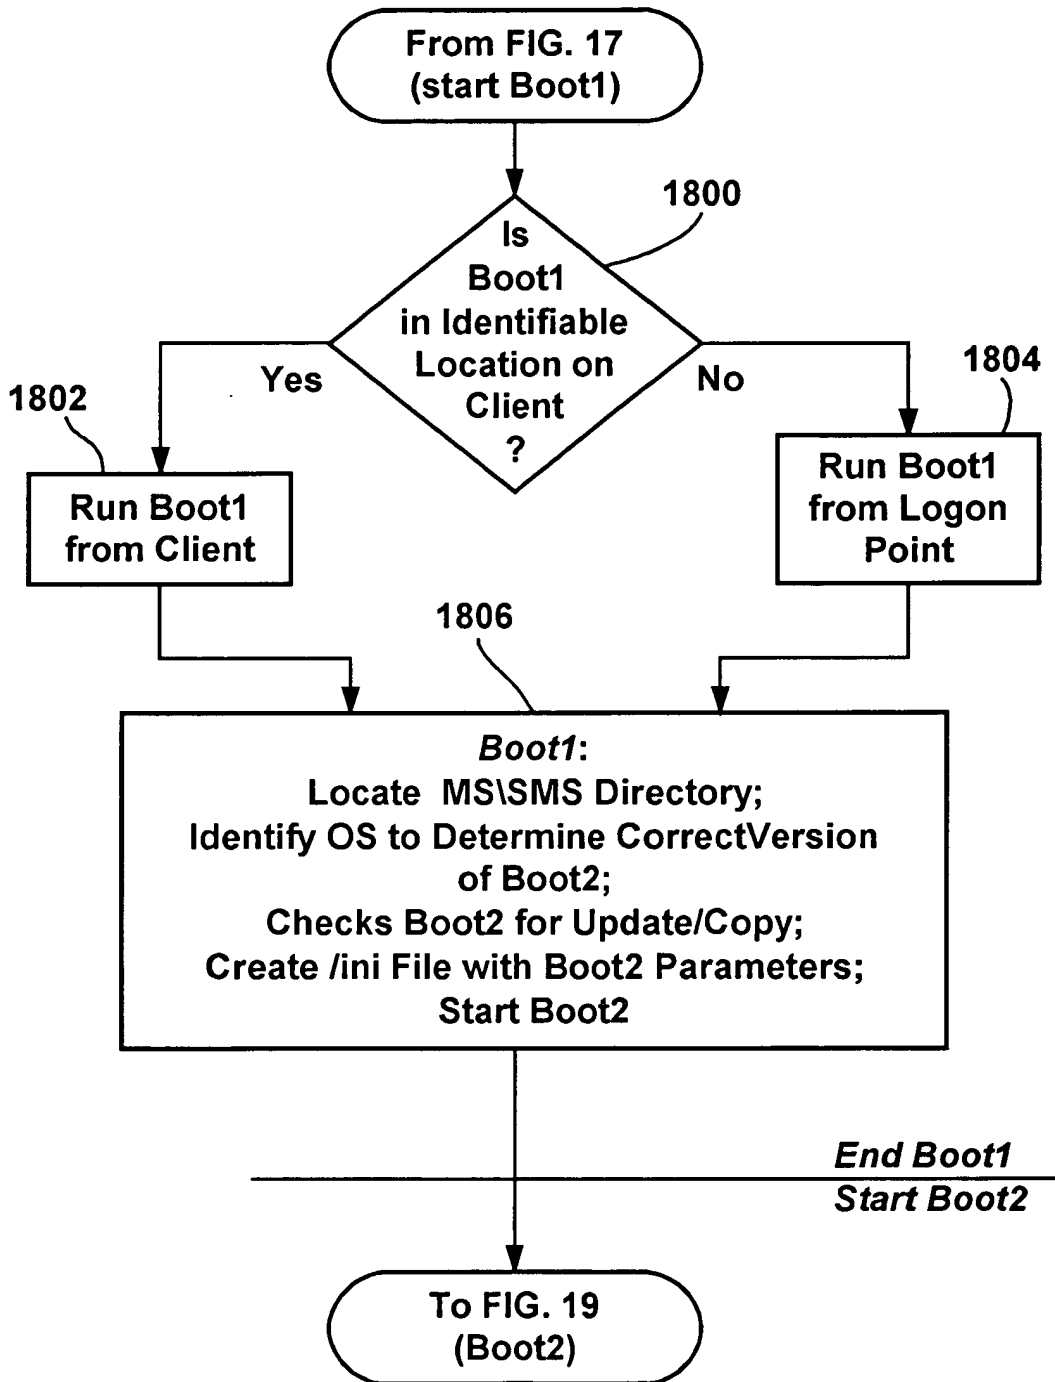 From FIG. 17
(start Boot1)
1800
Is
Boot1
in Identifiable
Location on
Client
?
Yes
No
1802
Run Boot1
from Client
1804
Run Boot1
from Logon
Point
1806
Boot1:
Locate MS\SMS Directory;
Identify OS to Determine CorrectVersion
of Boot2;
Checks Boot2 for Update/Copy;
Create /ini File with Boot2 Parameters;
Start Boot2
End Boot1
Start Boot2
To FIG. 19
(Boot2)